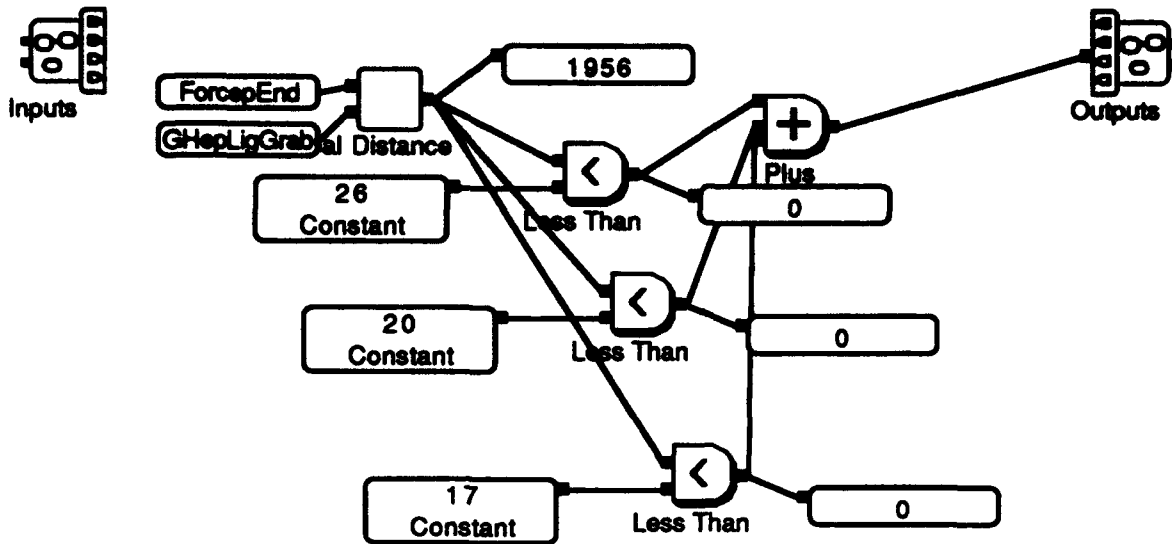 Inputs
ForcepEnd
GHepLigGrab
al Distance
1956
+
Plus
Outputs
26
Constant
<
Less Than
0
20
Constant
<
Less Than
0
17
Constant
<
Less Than
0